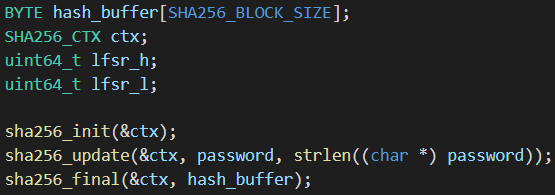 BYTE hash_buffer[SHA256_BLOCK_SIZE];
SHA256_CTX ctx;
uint64_t lfsr_h;
uint64_t lfsr_l;
sha256_init(&ctx);
sha256_update(&ctx, password, strlen((char *) password));
sha256_final(&ctx, hash_buffer);